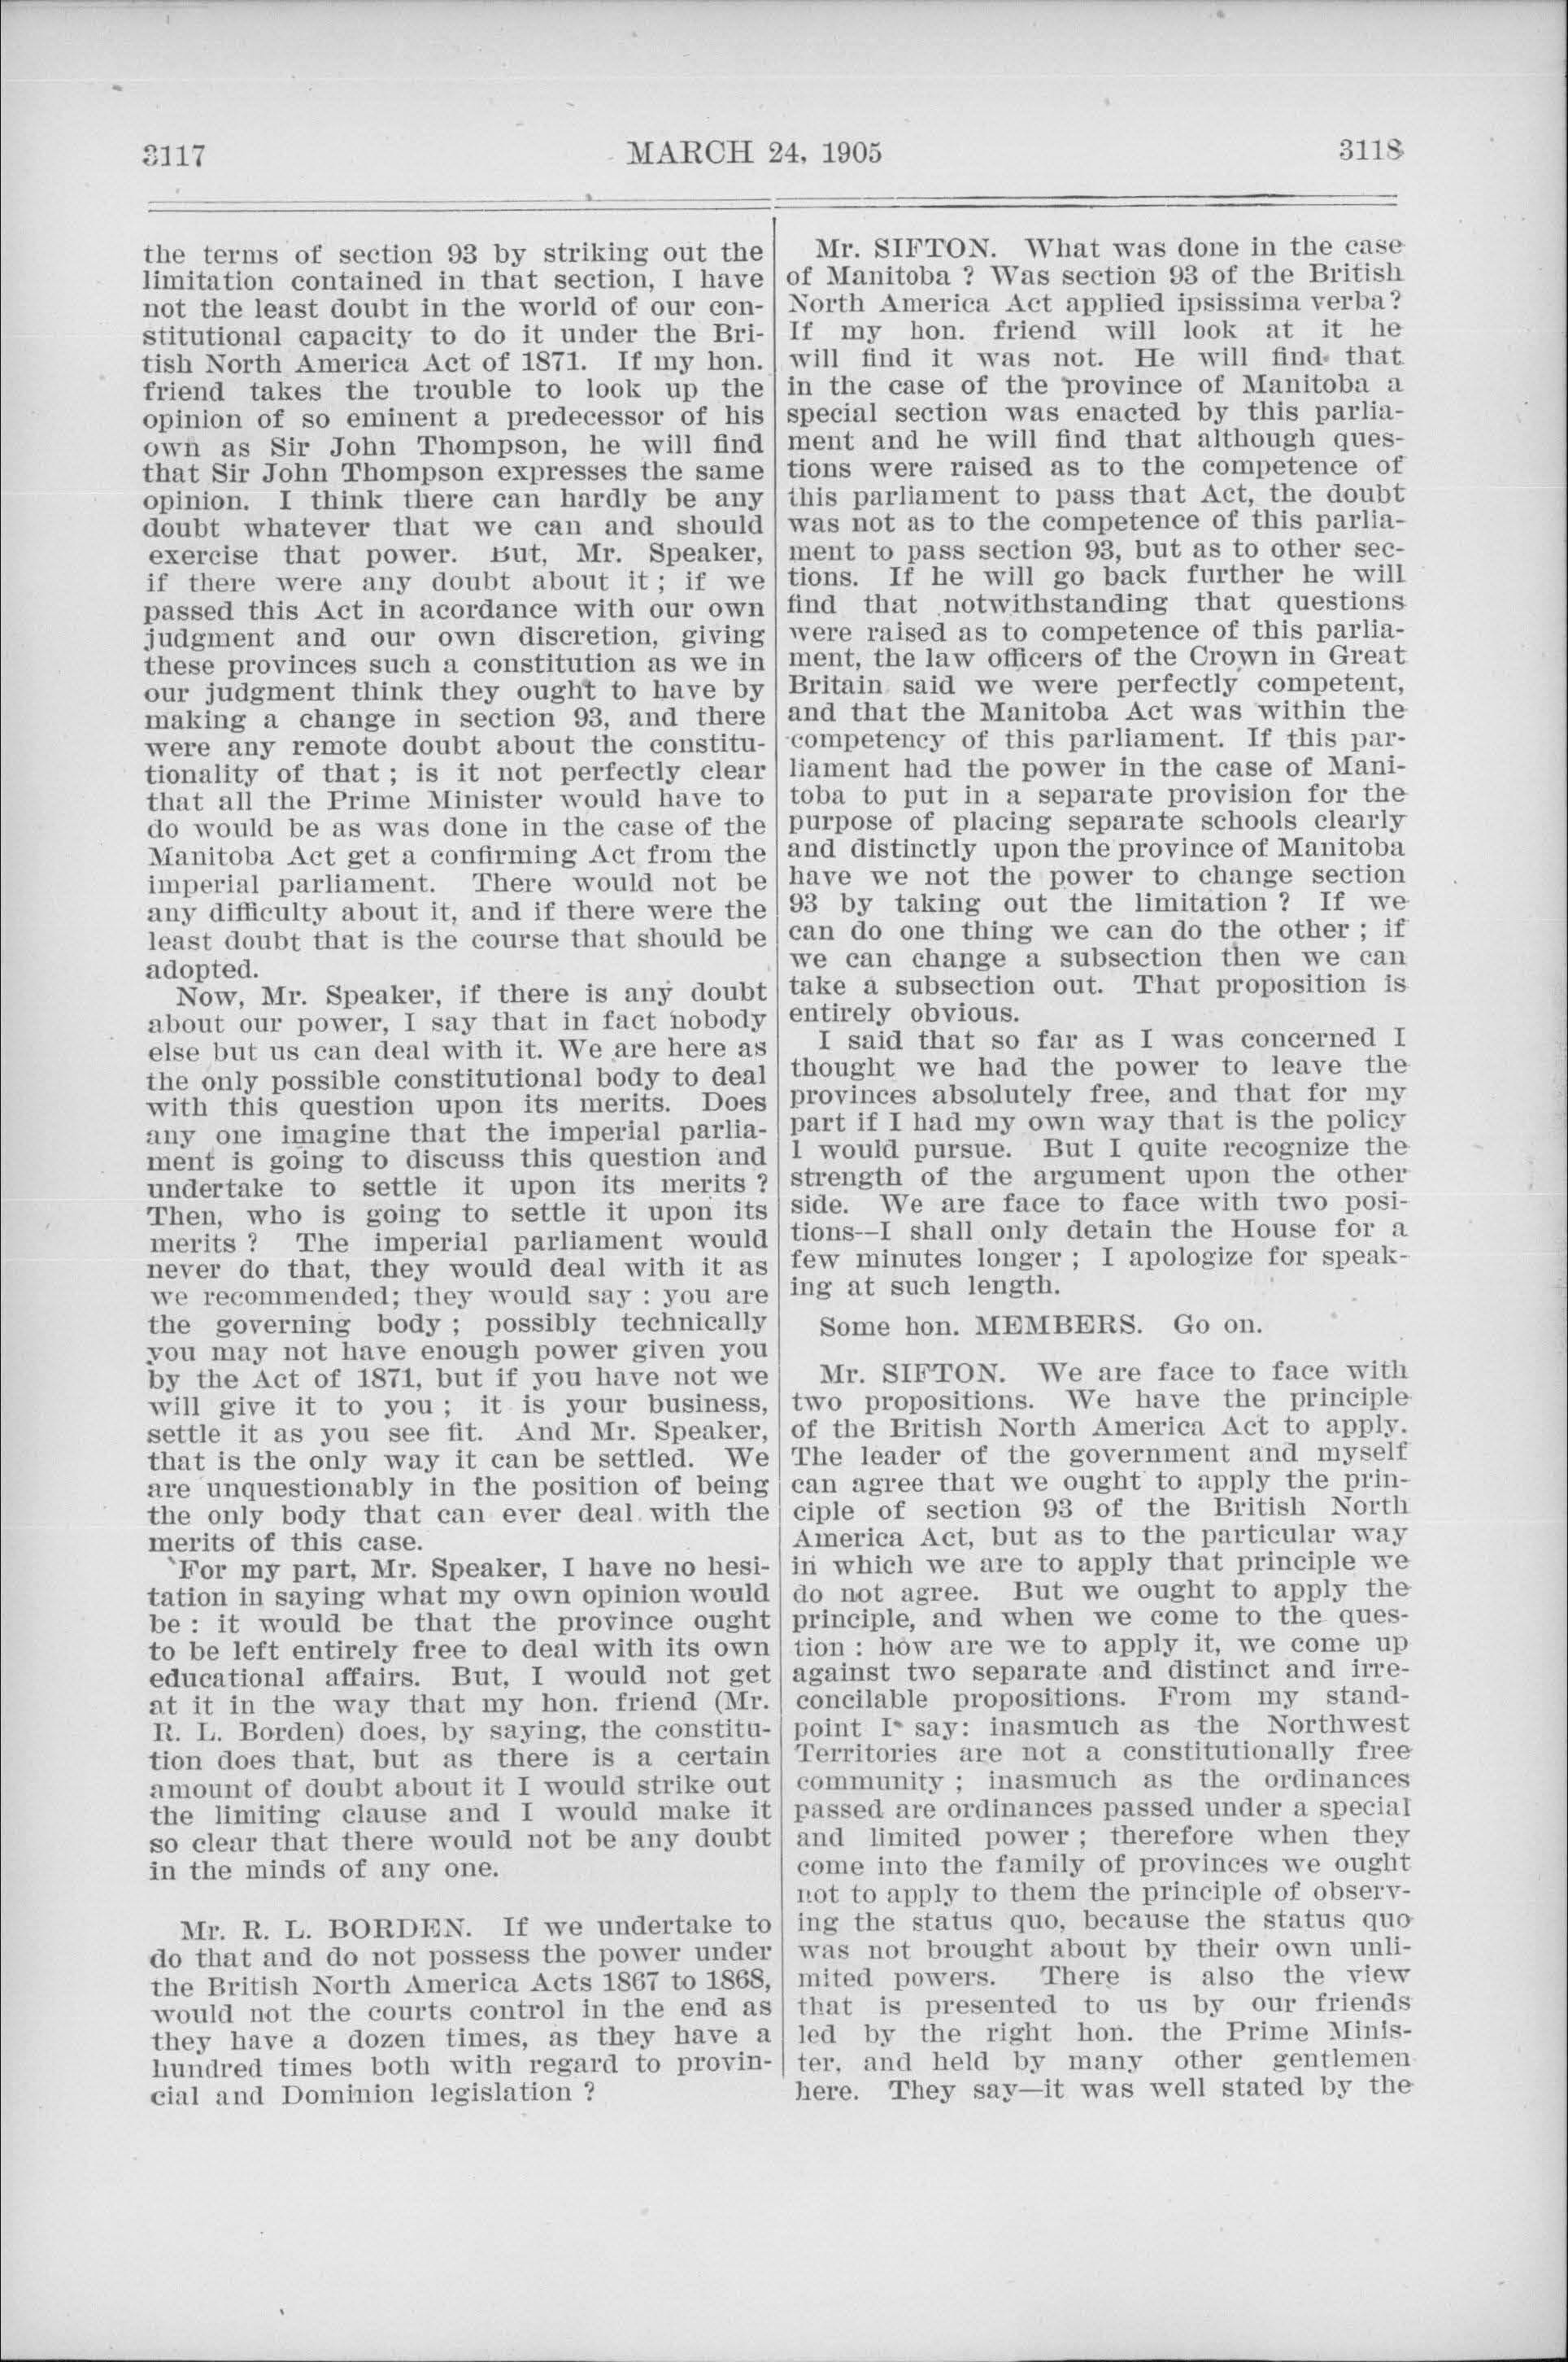 3117
MARCH 24, 1905
3118
the terms of section 93 by striking out the
limitation contained in that section, I have
not the least doubt in the world of our con-
stitutional capacity to do it under the Bri-
tish North America Act of 1871. If my hon.
friend takes the trouble to look up the
opinion of so eminent a predecessor of his
own as Sir John Thompson, he will find
that Sir John Thompson expresses the same
opinion. I think there can hardly be any
doubt whatever that we can and should
exercise that power. But, Mr. Speaker,
if there were any doubt about it ; if we
passed this Act in acordance with our own
judgment and our own discretion, giving
these provinces such a constitution as we in
our judgment think they ought to have by
making a change in section 93, and there
were any remote doubt about the constitu-
tionality of that ; is it not perfectly clear
that all the Prime Minister would have to
do would be as was done in the case of the
Manitoba Act get a confirming Act from the
imperial parliament. There would not be
any difficulty about it, and if there were the
least doubt that is the course that should be
adopted.
Now, Mr. Speaker, if there is any doubt
about our power, I say that in fact nobody
else but us can deal with it. We are here as
the only possible constitutional body to deal
with this question upon its merits. Does
any one imagine that the imperial parlia-
ment is going to discuss this question and
undertake to settle it upon its merits ?
Then, who is going to settle it upon its
merits ? The imperial parliament would
never do that, they would deal with it as
we recommended; they would say : you are
the governing body ; possibly technically
you may not have enough power given you
by the Act of 1871, but if you have not we
will give it to you ; it is your business,
settle it as you see fit. And Mr. Speaker,
that is the only way it can be settled. We
are unquestionably in the position of being
the only body that can ever deal with the
merits of this case.
For my part, Mr. Speaker, I have no hesi-
tation in saying what my own opinion would
be : it would be that the province ought
to be left entirely free to deal with its own
educational affairs. But, I would not get
at it in the way that my hon. friend (Mr.
R. L. Borden) does, by saying, the constitu-
tion does that, but as there is a certain
amount of doubt about it I would strike out
the limiting clause and I would make it
so clear that there would not be any doubt
in the minds of any one.
Mr. R. L. BORDEN. If we undertake to
do that and do not possess the power under
the British North America Acts 1867 to 1868,
would not the courts control in the end as
they have a dozen times, as they have a
hundred times both with regard to provin-
cial and Dominion legislation ?
Mr. SIFTON. What was done in the case
of Manitoba ? Was section 93 of the British
North America Act applied ipsissima verba?
If my hon. friend will look at it he
will find it was not. He will find that
in the case of the province of Manitoba a
special section was enacted by this parlia-
ment and he will find that although ques-
tions were raised as to the competence of
this parliament to pass that Act, the doubt
was not as to the competence of this parlia-
ment to pass section 93, but as to other sec-
tions. If he will go back further he will
find that notwithstanding that questions
were raised as to competence of this parlia-
ment, the law officers of the Crown in Great
Britain said we were perfectly competent,
and that the Manitoba Act was within the
competency of this parliament. If this par-
liament had the power in the case of Mani-
toba to put in a separate provision for the
purpose of placing separate schools clearly
and distinctly upon the province of Manitoba
have we not the power to change section
93 by taking out the limitation ? If we
can do one thing we can do the other ; if
we can change a subsection then we can
take a subsection out. That proposition is
entirely obvious.
I said that so far as I was concerned I
thought we had the power to leave the
provinces absolutely free, and that for my
part if I had my own way that is the policy
I would pursue. But I quite recognize the
strength of the argument upon the other
side. We are face to face with two posi-
tions--I shall only detain the House for a
few minutes longer ; I apologize for speak-
ing at such length.
Some hon. MEMBERS. Go on.
Mr. SIFTON. We are face to face with
two propositions. We have the principle
of the British North America Act to apply.
The leader of the government and myself
can agree that we ought to apply the prin-
ciple of section 93 of the British North
America Act, but as to the particular way
in which we are to apply that principle we
do not agree. But we ought to apply the
principle, and when we come to the ques-
tion : how are we to apply it, we come up
against two separate and distinct and irre-
concilable propositions. From my stand-
point I say: inasmuch as the Northwest
Territories are not a constitutionally free
community ; inasmuch as the ordinances
passed are ordinances passed under a special
and limited power ; therefore when they
come into the family of provinces we ought
not to apply to them the principle of observ-
ing the status quo, because the status quo
was not brought about by their own unli-
mited powers. There is also the view
that is presented to us by our friends
led by the right hon. the Prime Minis-
ter, and held by many other gentlemen
here. They say—it was well stated by the